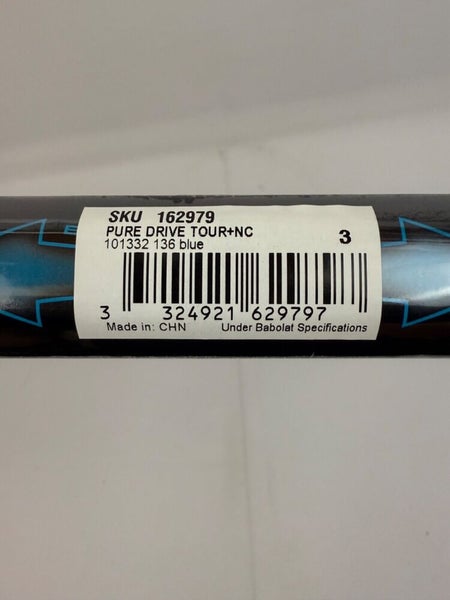 SKU 162979
PURE DRIVE TOUR+NC
101332 136 blue
3
3 324921 629797
Made in: CHN Under Babolat Specifications